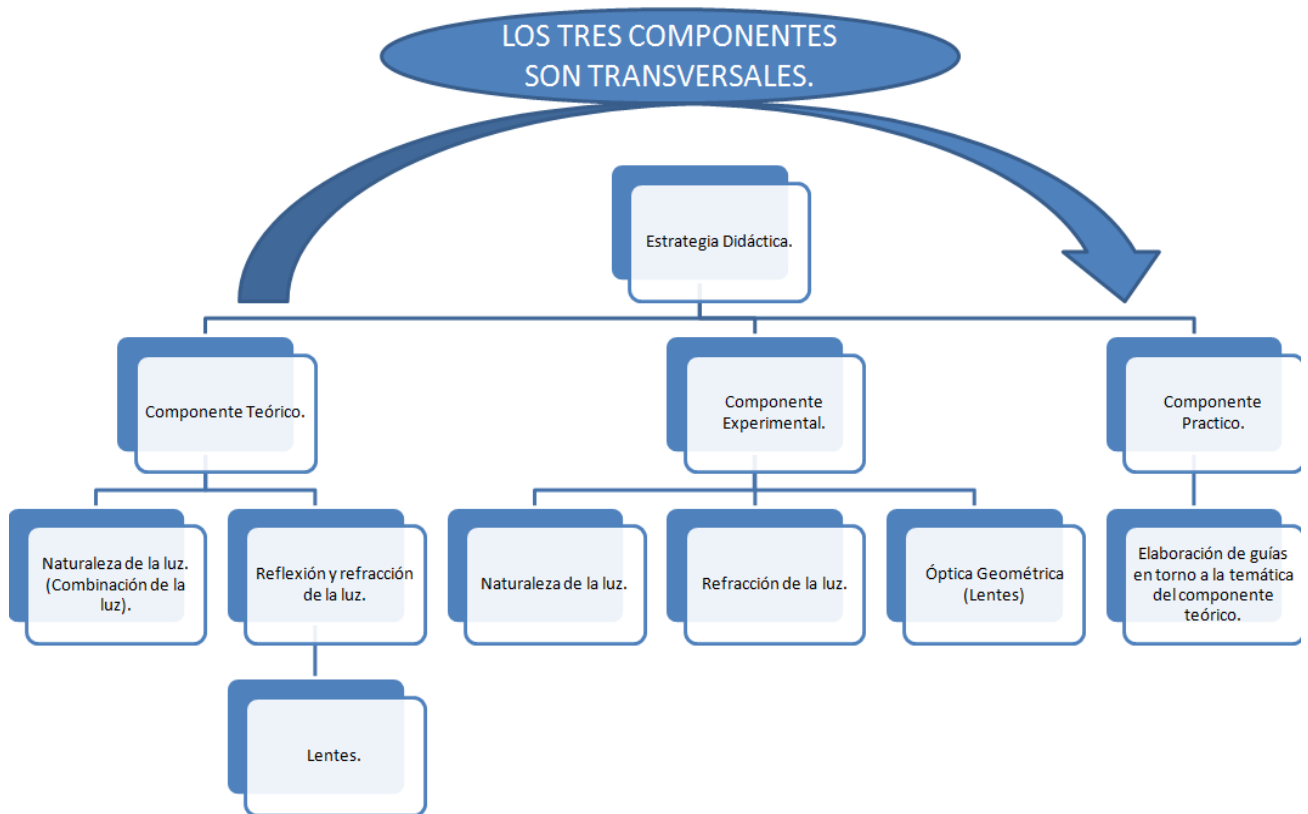 LOS TRES COMPONENTES
SON TRANSVERSALES.
Estrategia Didáctica.
Componente Teórico.
Componente
Experimental.
Componente
Practico.
Naturaleza de la luz.
(Combinación de la
luz).
Reflexión y refracción
de la luz.
Naturaleza de la luz.
Refracción de la luz.
Óptica Geométrica
(Lentes)
Elaboración de guías
en torno a la temática
del componente
teórico.
Lentes.